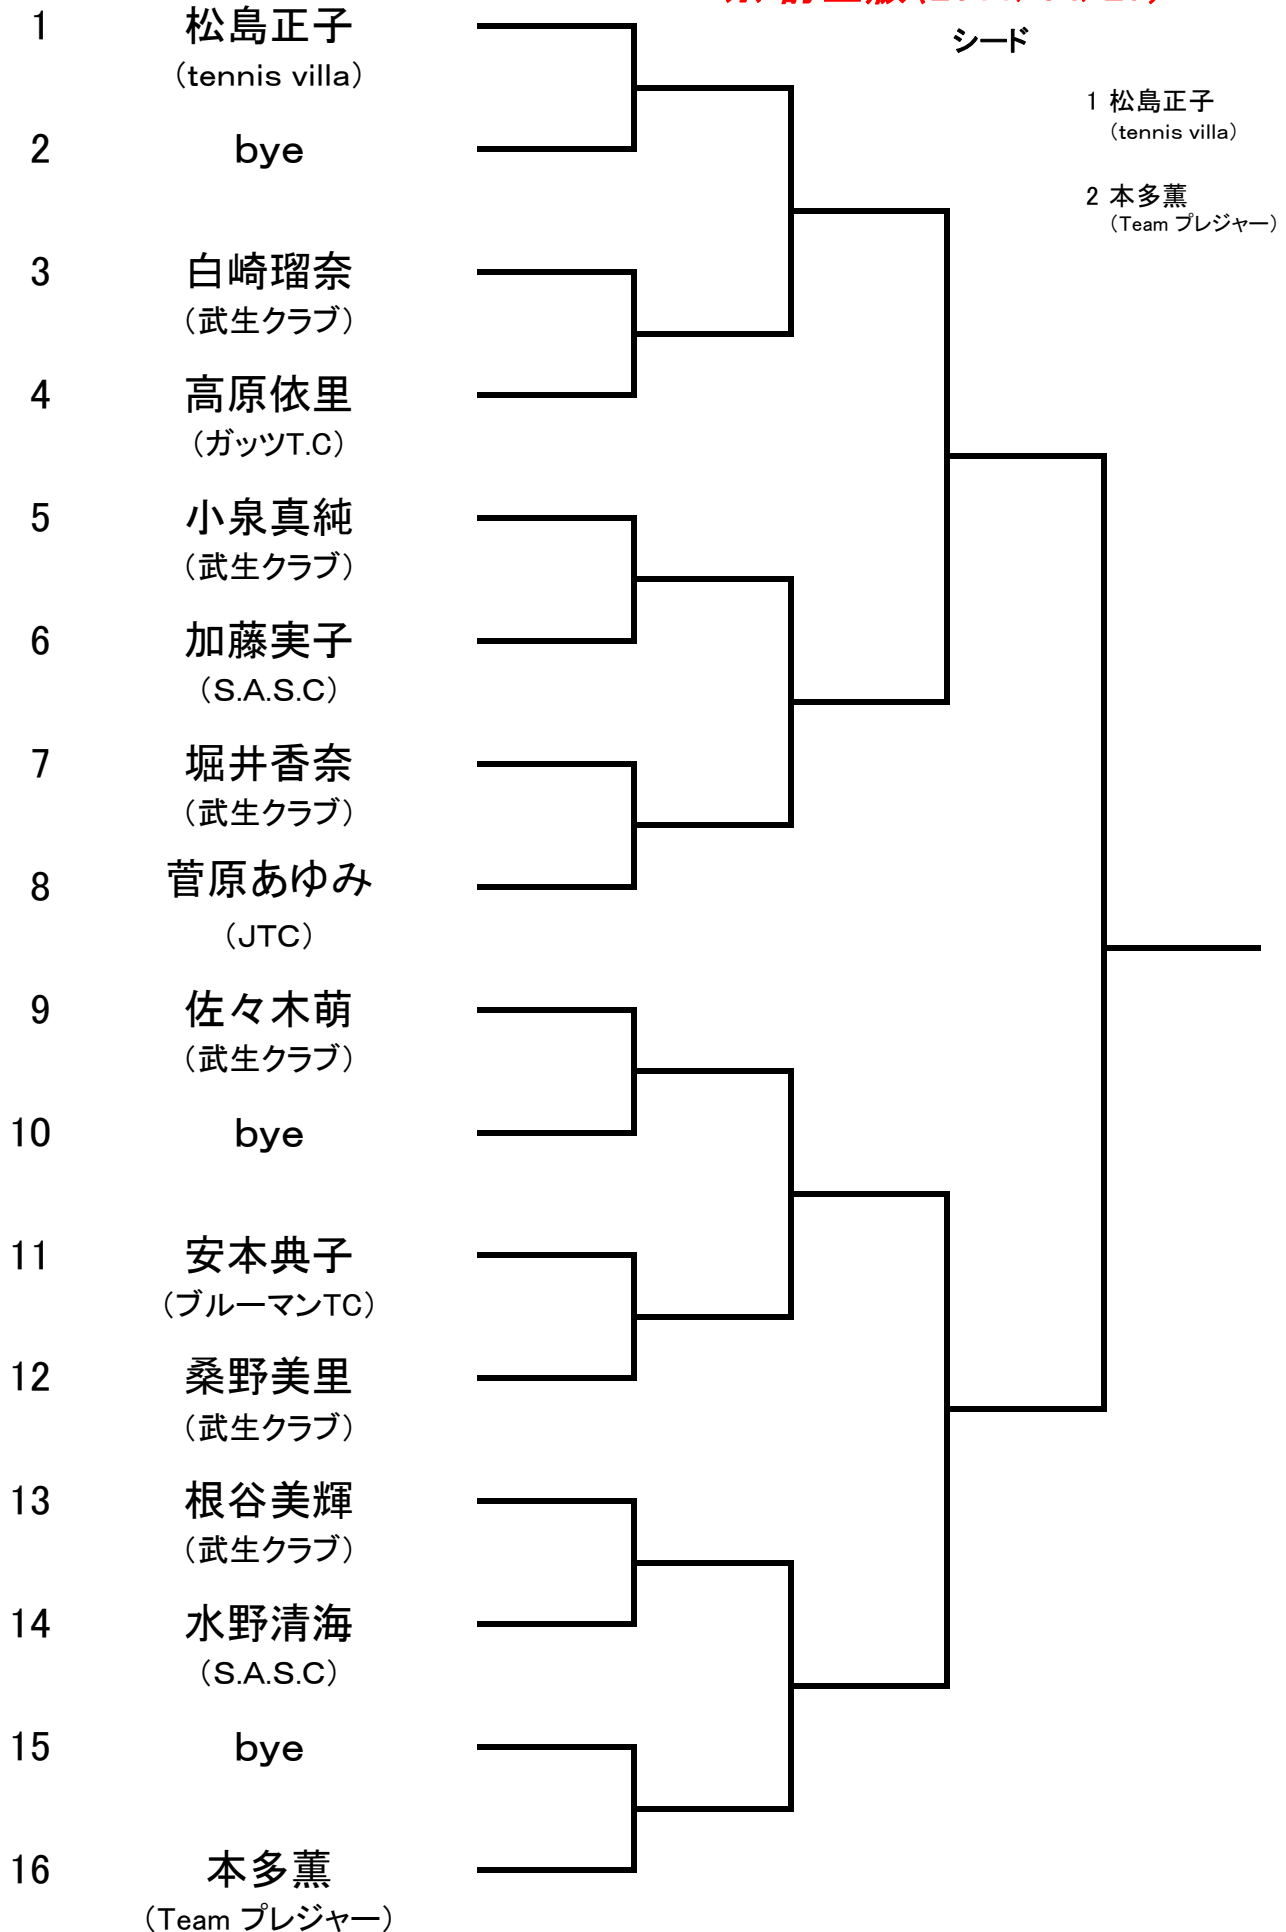 シード
1 松島正子
（tennis villa）
2 本多薫
（Team プレジャー）
1 松島正子
（tennis villa）
2 bye
3 白崎瑠奈
（武生クラブ）
4 高原依里
（ガッツT.C）
5 小泉真純
（武生クラブ）
6 加藤実子
（S.A.S.C）
7 堀井香奈
（武生クラブ）
8 菅原あゆみ
（JTC）
9 佐々木萌
（武生クラブ）
10 bye
11 安本典子
（ブルーマンTC）
12 桑野美里
（武生クラブ）
13 根谷美輝
（武生クラブ）
14 水野清海
（S.A.S.C）
15 bye
16 本多薫
（Team プレジャー）